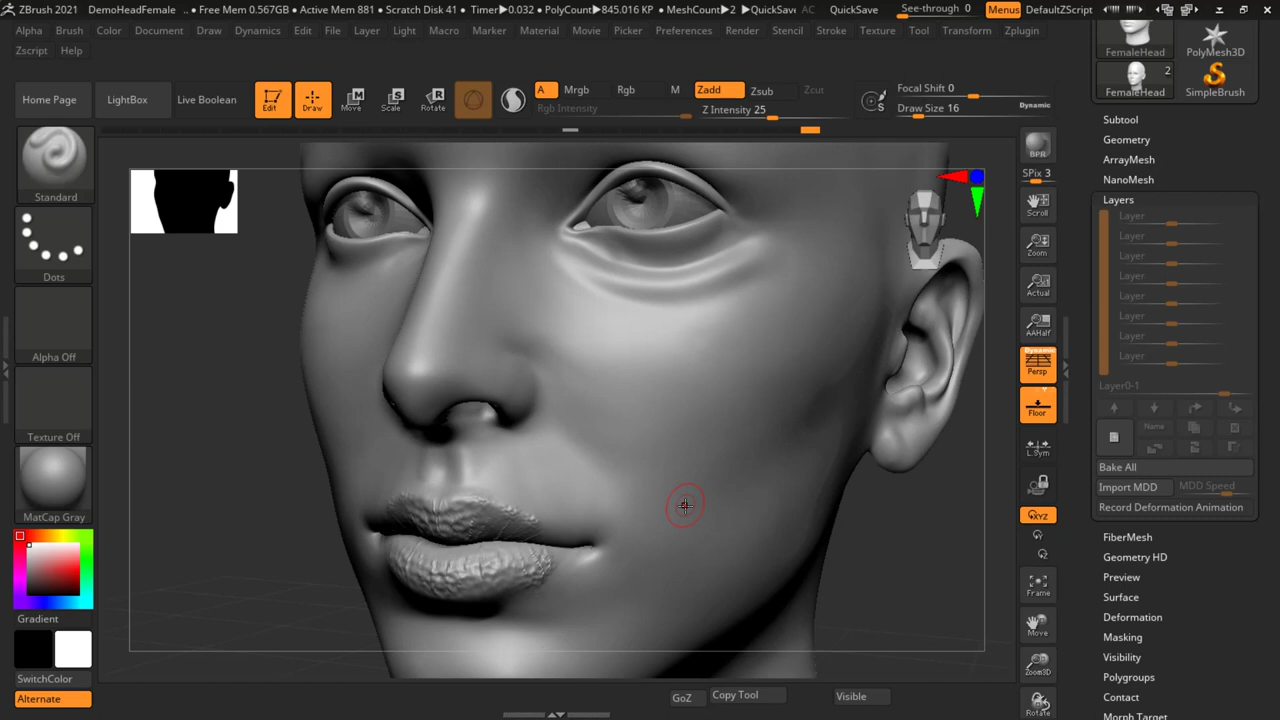 ZBrush 2021 DemoHeadFemale .. • Free Mem 0.567GB • Active Mem 881 • Scratch Disk 41 • Timer▶0.032 • PolyCount▶845.016 KP • MeshCount▶2 ▶QuickSave AC QuickSave See-through 0 Menus DefaultZScript
Alpha Brush Color Document Draw Dynamics Edit File Layer Light Macro Marker Material Movie Picker Preferences Render Stencil Stroke Texture Tool Transform Zplugin
Zscript Help
Home Page LightBox Live Boolean Edit Draw Move Scale Rotate
A Mrgb Rgb M Zadd Zsub Zcut
Rgb Intensity Z Intensity 25
S Focal Shift 0
Draw Size 16 Dynamic
FemaleHead PolyMesh3D
2
FemaleHead SimpleBrush
Standard
Dots
Alpha Off
Texture Off
MatCap Gray
Gradient
SwitchColor
Alternate
BPR
SPix 3
Scroll
Zoom
Actual
AAHalf
Dynamic
Persp
Floor
L.Sym
XYZ
Frame
Move
Zoom3D
Rotate
Subtool
Geometry
ArrayMesh
NanoMesh
Layers
Layer
Layer
Layer
Layer
Layer
Layer
Layer
Layer
Layer0-1
Name
Bake All
Import MDD MDD Speed
Record Deformation Animation
FiberMesh
Geometry HD
Preview
Surface
Deformation
Masking
Visibility
Polygroups
Contact
Morph Target
GoZ Copy Tool Visible